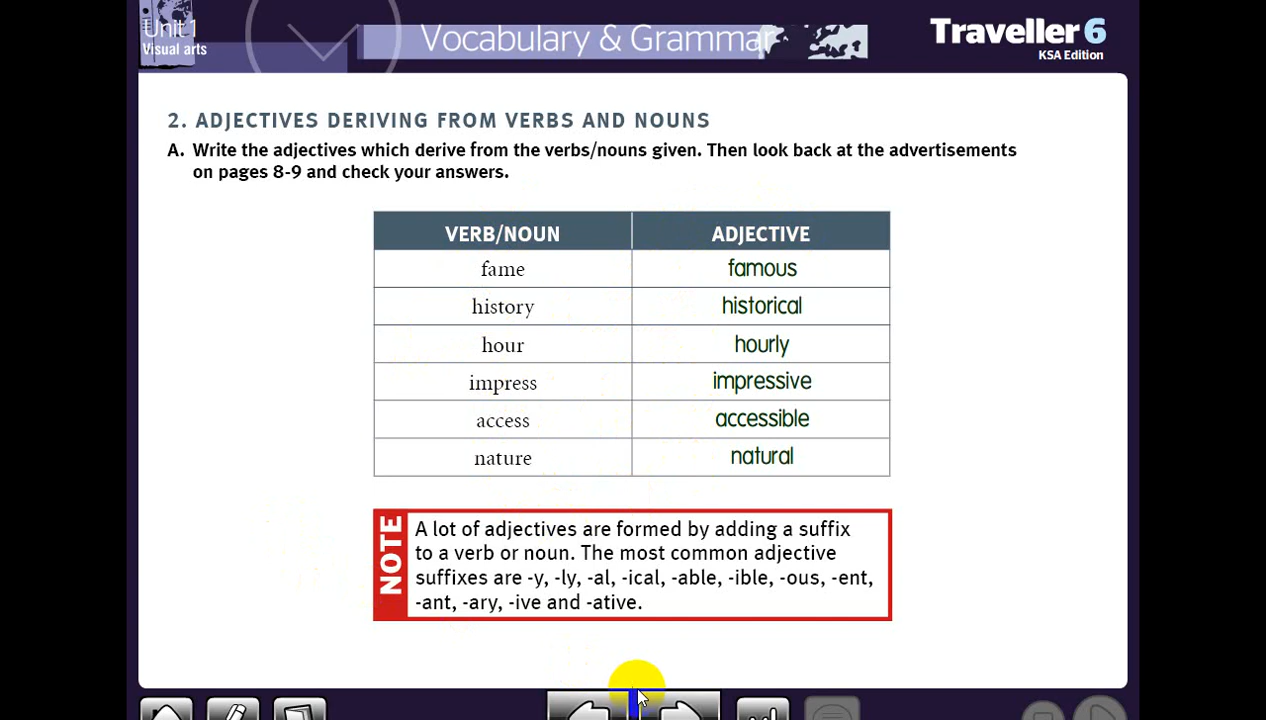 Unit 1
Visual arts
Vocabulary & Grammar
Traveller 6
KSA Edition
2. ADJECTIVES DERIVING FROM VERBS AND NOUNS
A. Write the adjectives which derive from the verbs/nouns given. Then look back at the advertisements
on pages 8-9 and check your answers.
VERB/NOUN ADJECTIVE
fame famous
history historical
hour hourly
impress impressive
access accessible
nature natural
NOTE
A lot of adjectives are formed by adding a suffix
to a verb or noun. The most common adjective
suffixes are -y, -ly, -al, -ical, -able, -ible, -ous, -ent,
-ant, -ary, -ive and -ative.